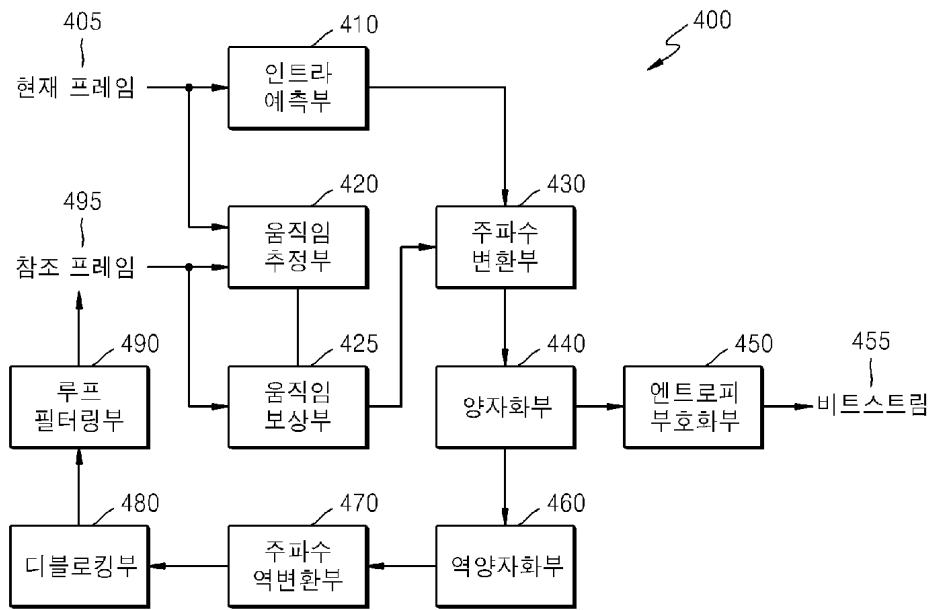 400
405
현재 프레임
410
인트라
예측부
420
움직임
추정부
430
주파수
변환부
495
참조 프레임
425
움직임
보상부
440
양자화부
450
엔트로피
부호화부
455
비트스트림
490
루프
필터링부
480
디블로킹부
470
주파수
역변환부
460
역양자화부